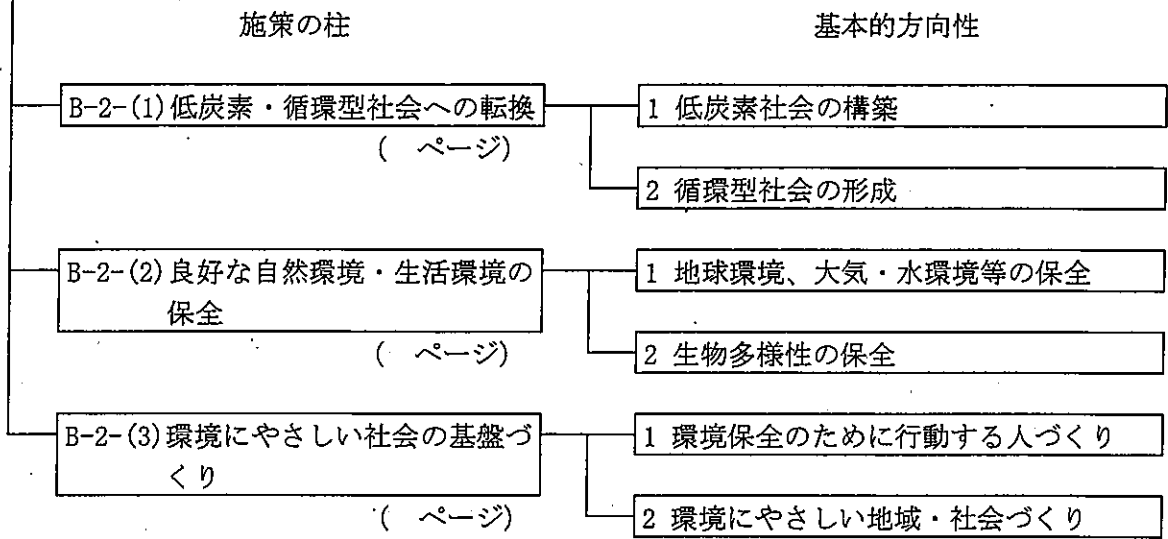 施策の柱 基本的方向性
B-2-(1)低炭素・循環型社会への転換
( ページ)
1 低炭素社会の構築
2 循環型社会の形成
B-2-(2)良好な自然環境・生活環境の
保全
( ページ)
1 地球環境、大気・水環境等の保全
2 生物多様性の保全
B-2-(3)環境にやさしい社会の基盤づ
くり
( ページ)
1 環境保全のために行動する人づくり
2 環境にやさしい地域・社会づくり